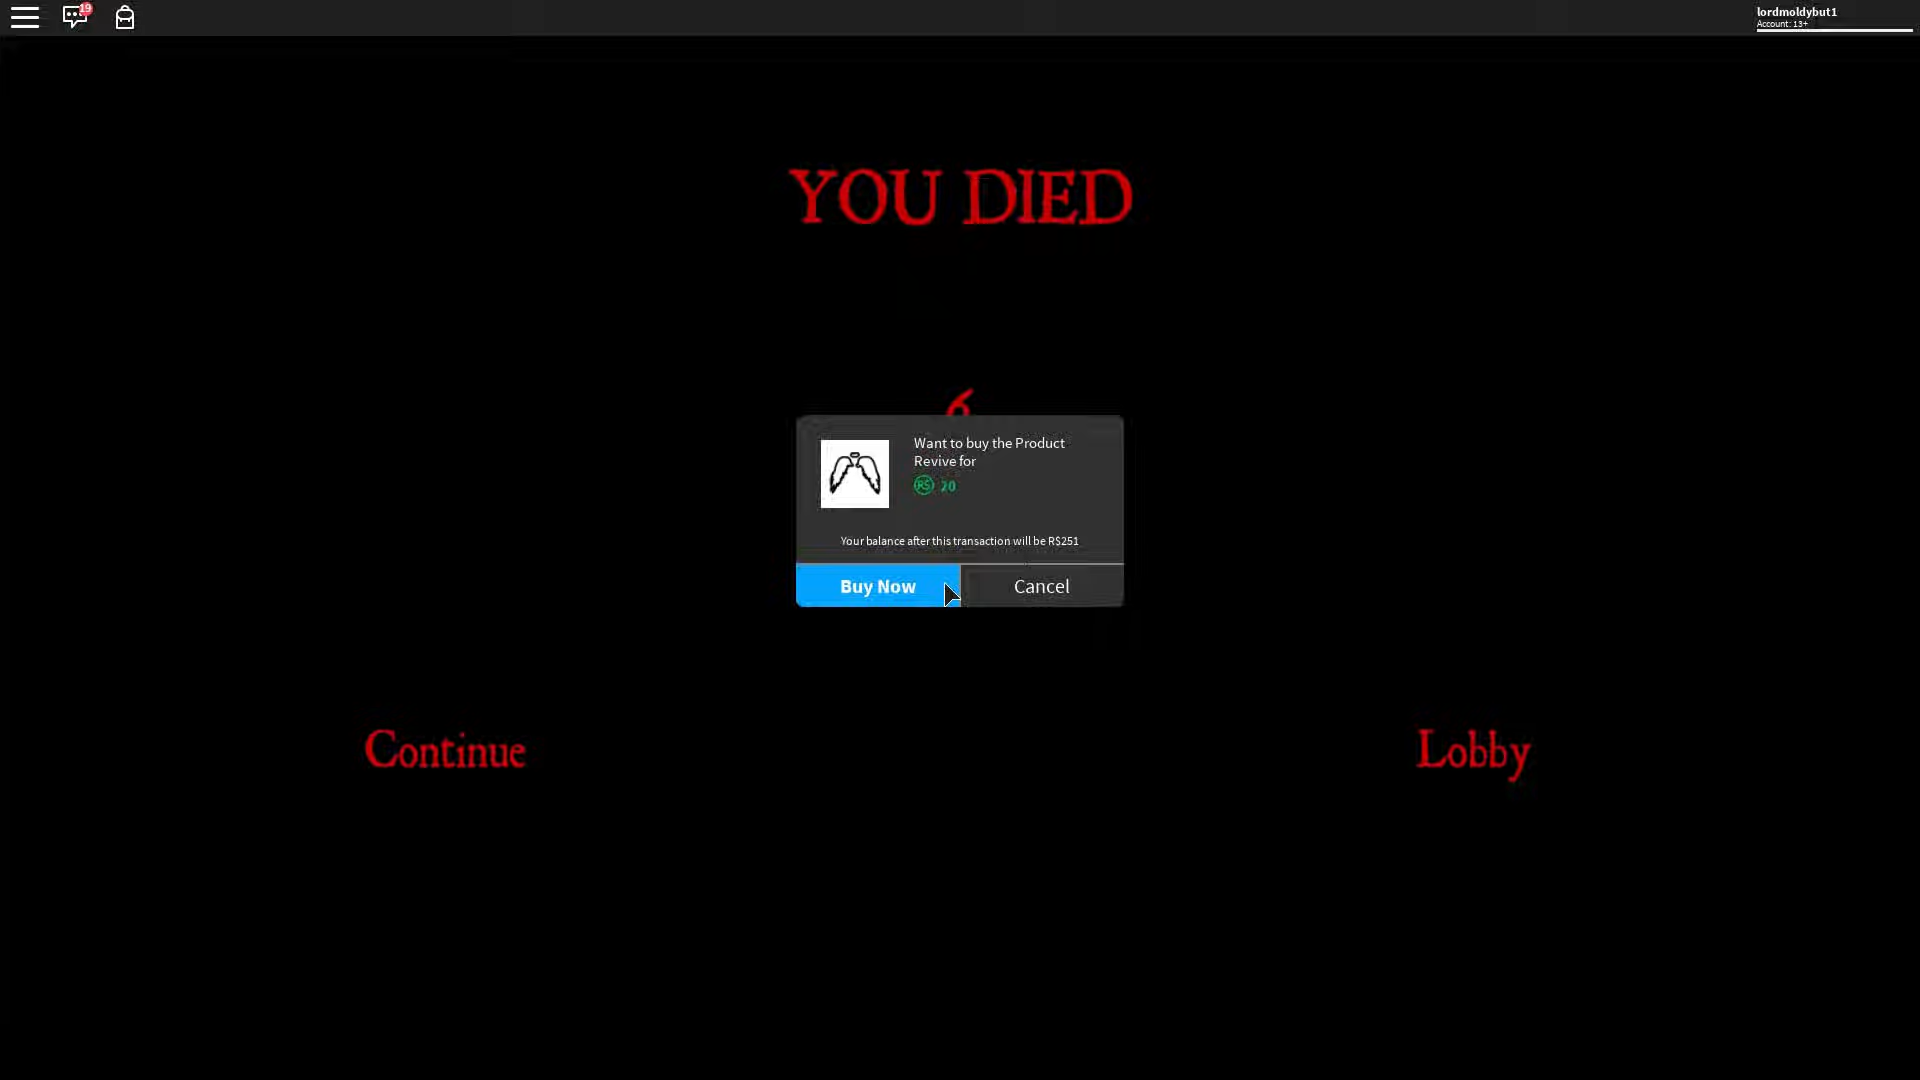 19
lordmoldybut1
Account: 13+
YOU DIED
6
Want to buy the Product
Revive for
R$ 20
Your balance after this transaction will be R$251
Buy Now
Cancel
Continue
Lobby